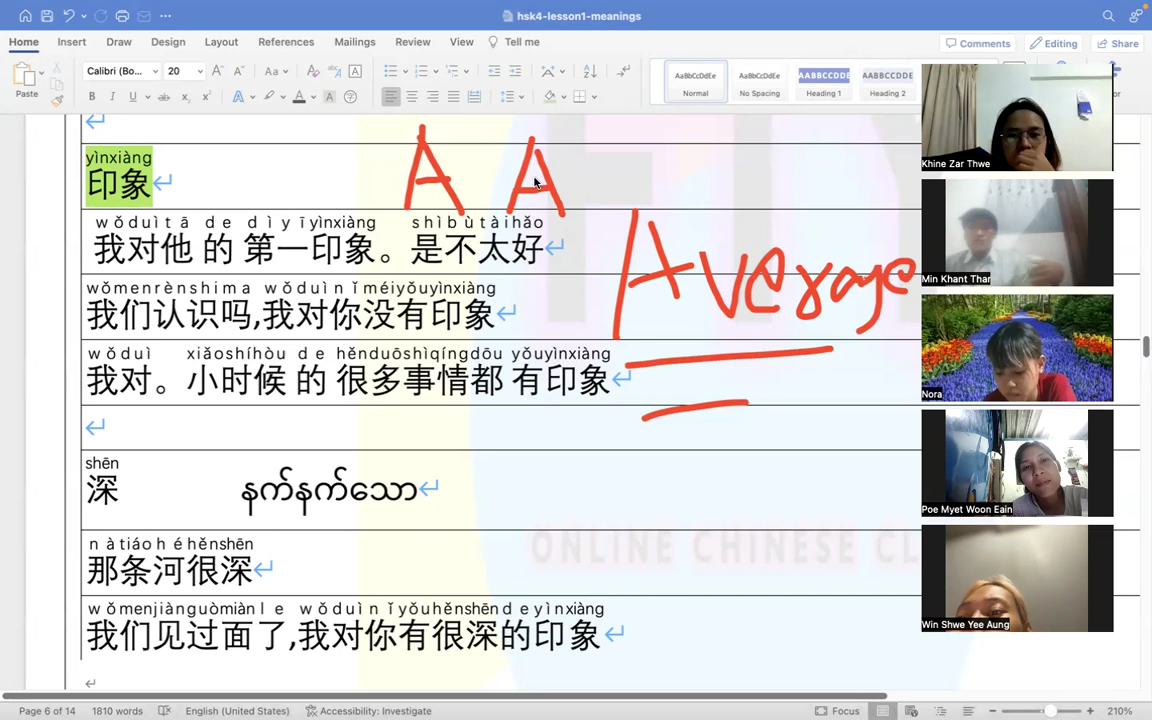 hsk4-lesson1-meanings
Home Insert Draw Design Layout References Mailings Review View Tell me Comments Editing Share
Calibri (Bo... 20
Paste
AaBbCcDdEe AaBbCcDdEe AABBCCDD AABBCCDDE
Normal No Spacing Heading 1 Heading 2
yìnxiàng
印象
A A
wǒduìtā de dìyīyìnxiàng shìbùtàihǎo
我对他 的 第一印象。是不太好
Average
wǒmenrènshima wǒduìnǐméiyǒuyìnxiàng
我们认识吗,我对你没有印象
wǒduì xiǎoshíhòu de hěnduōshìqíngdōu yǒuyìnxiàng
我对。小时候 的 很多事情都 有印象
shēn
深 နက်နက်သော
nàtiáohéhěnshēn
那条河很深
wǒmenjiànguòmiànle wǒduìnǐyǒuhěnshēndeyìnxiàng
我们见过面了,我对你有很深的印象
ONLINE CHINESE CL
Khine Zar Thwe
Min Khant Thar
Nora
Poe Myet Woon Eain
Win Shwe Yee Aung
Page 6 of 14 1810 words English (United States) Accessibility: Investigate Focus 210%